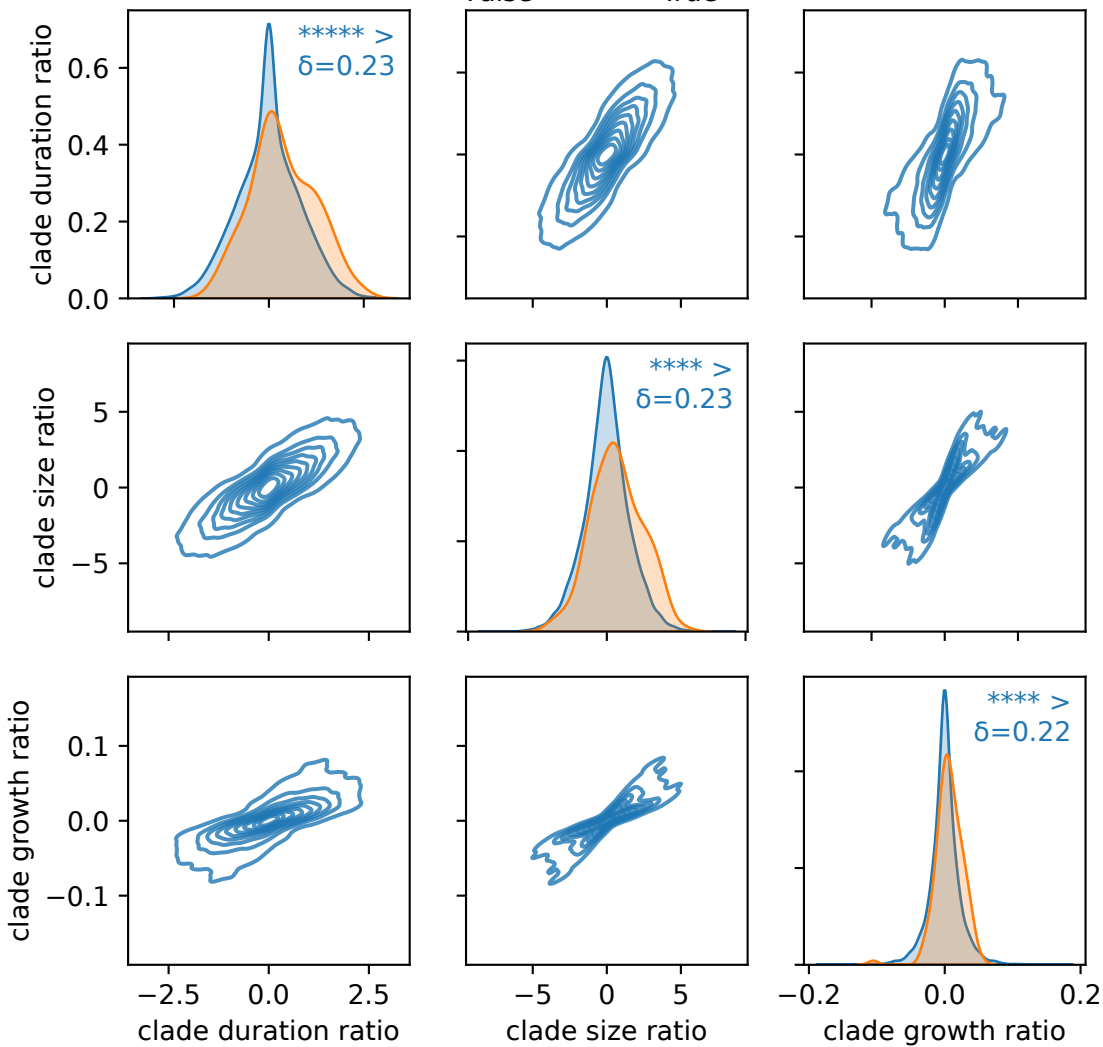 ***** >
δ=0.23
clade duration ratio
0.6
0.4
0.2
0.0
**** >
δ=0.23
clade size ratio
5
0
−5
**** >
δ=0.22
clade growth ratio
0.1
0.0
−0.1
−2.5 0.0 2.5
−5 0 5
−0.2 0.0 0.2
clade duration ratio
clade size ratio
clade growth ratio